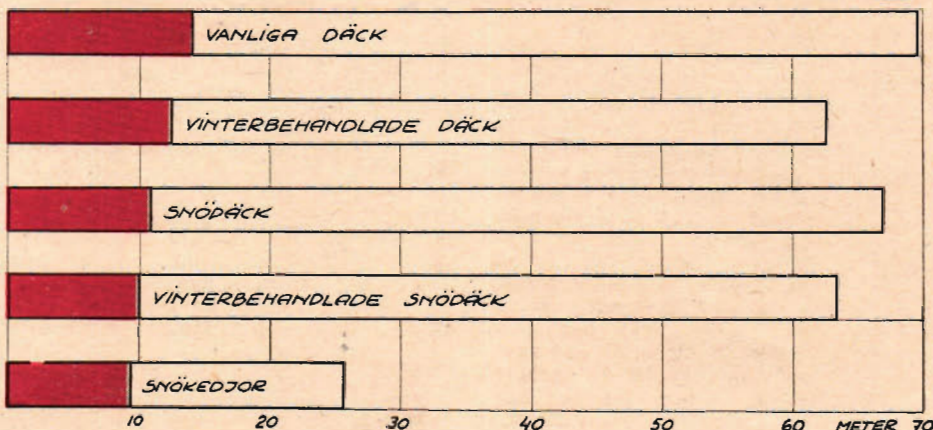 VANLIGA DÄCK
VINTERBEHANDLADE DÄCK
SNÖDÄCK
VINTERBEHANDLADE SNÖDÄCK
SNÖKEDJOR
10 20 30 40 50 60 METER 70